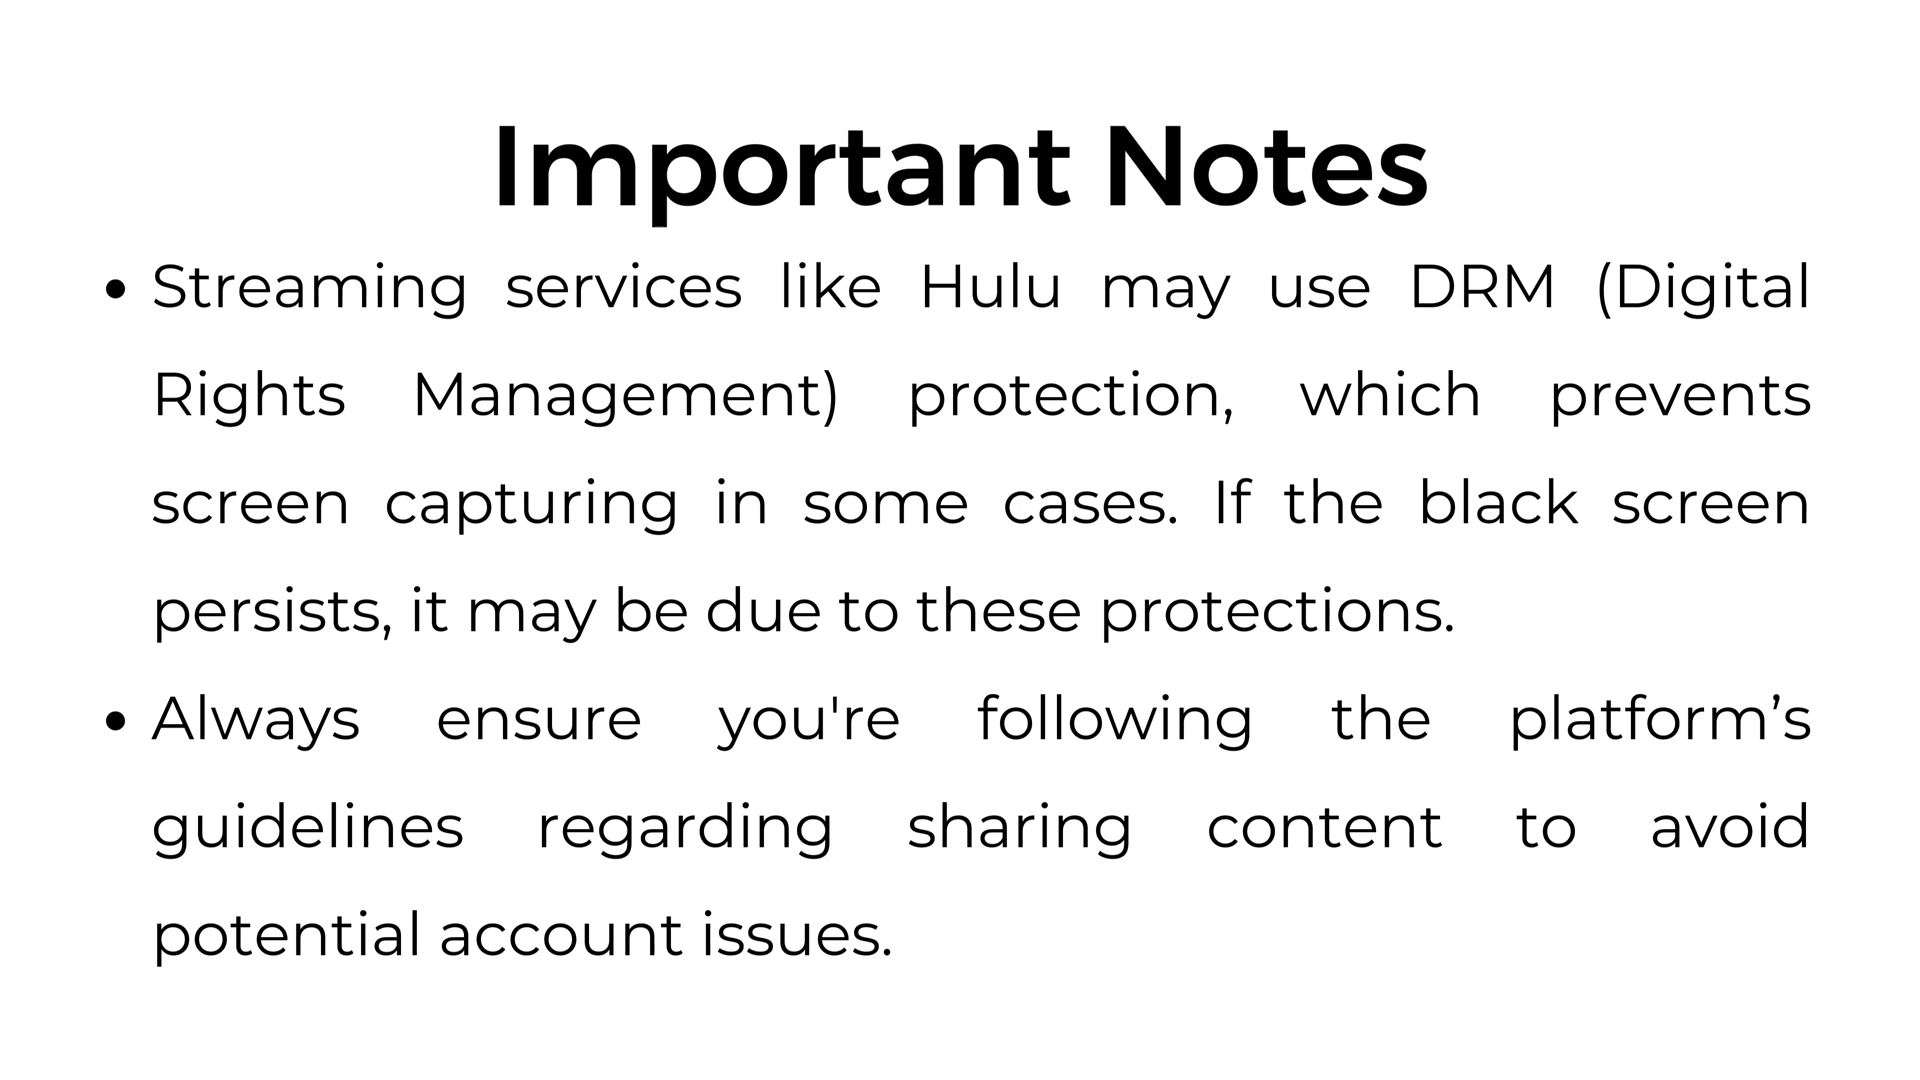 Important Notes
• Streaming services like Hulu may use DRM (Digital
Rights Management) protection, which prevents
screen capturing in some cases. If the black screen
persists, it may be due to these protections.
• Always ensure you're following the platform’s
guidelines regarding sharing content to avoid
potential account issues.